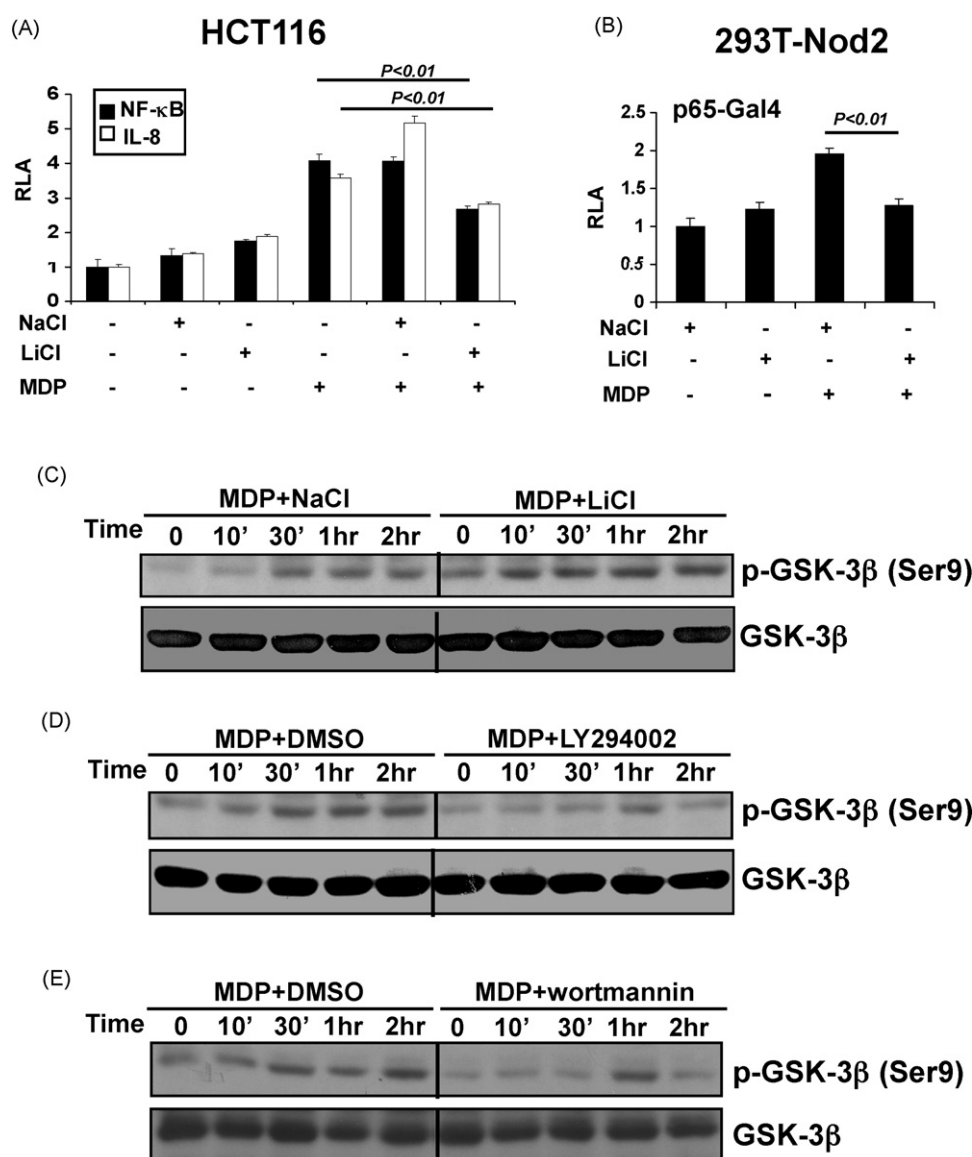 (A)
HCT116
P<0.01
P<0.01
NF-κB
IL-8
RLA
6
5
4
3
2
1
0
NaCl - + - - + -
LiCl - - + - - +
MDP - - - + + +
(B)
293T-Nod2
p65-Gal4
P<0.01
RLA
2.5
2
1.5
1
0.5
0
NaCl + - + -
LiCl - + - +
MDP - - + +
(C)
MDP+NaCl MDP+LiCl
Time 0 10' 30' 1hr 2hr 0 10' 30' 1hr 2hr
p-GSK-3β (Ser9)
GSK-3β
(D)
MDP+DMSO MDP+LY294002
Time 0 10' 30' 1hr 2hr 0 10' 30' 1hr 2hr
p-GSK-3β (Ser9)
GSK-3β
(E)
MDP+DMSO MDP+wortmannin
Time 0 10' 30' 1hr 2hr 0 10' 30' 1hr 2hr
p-GSK-3β (Ser9)
GSK-3β